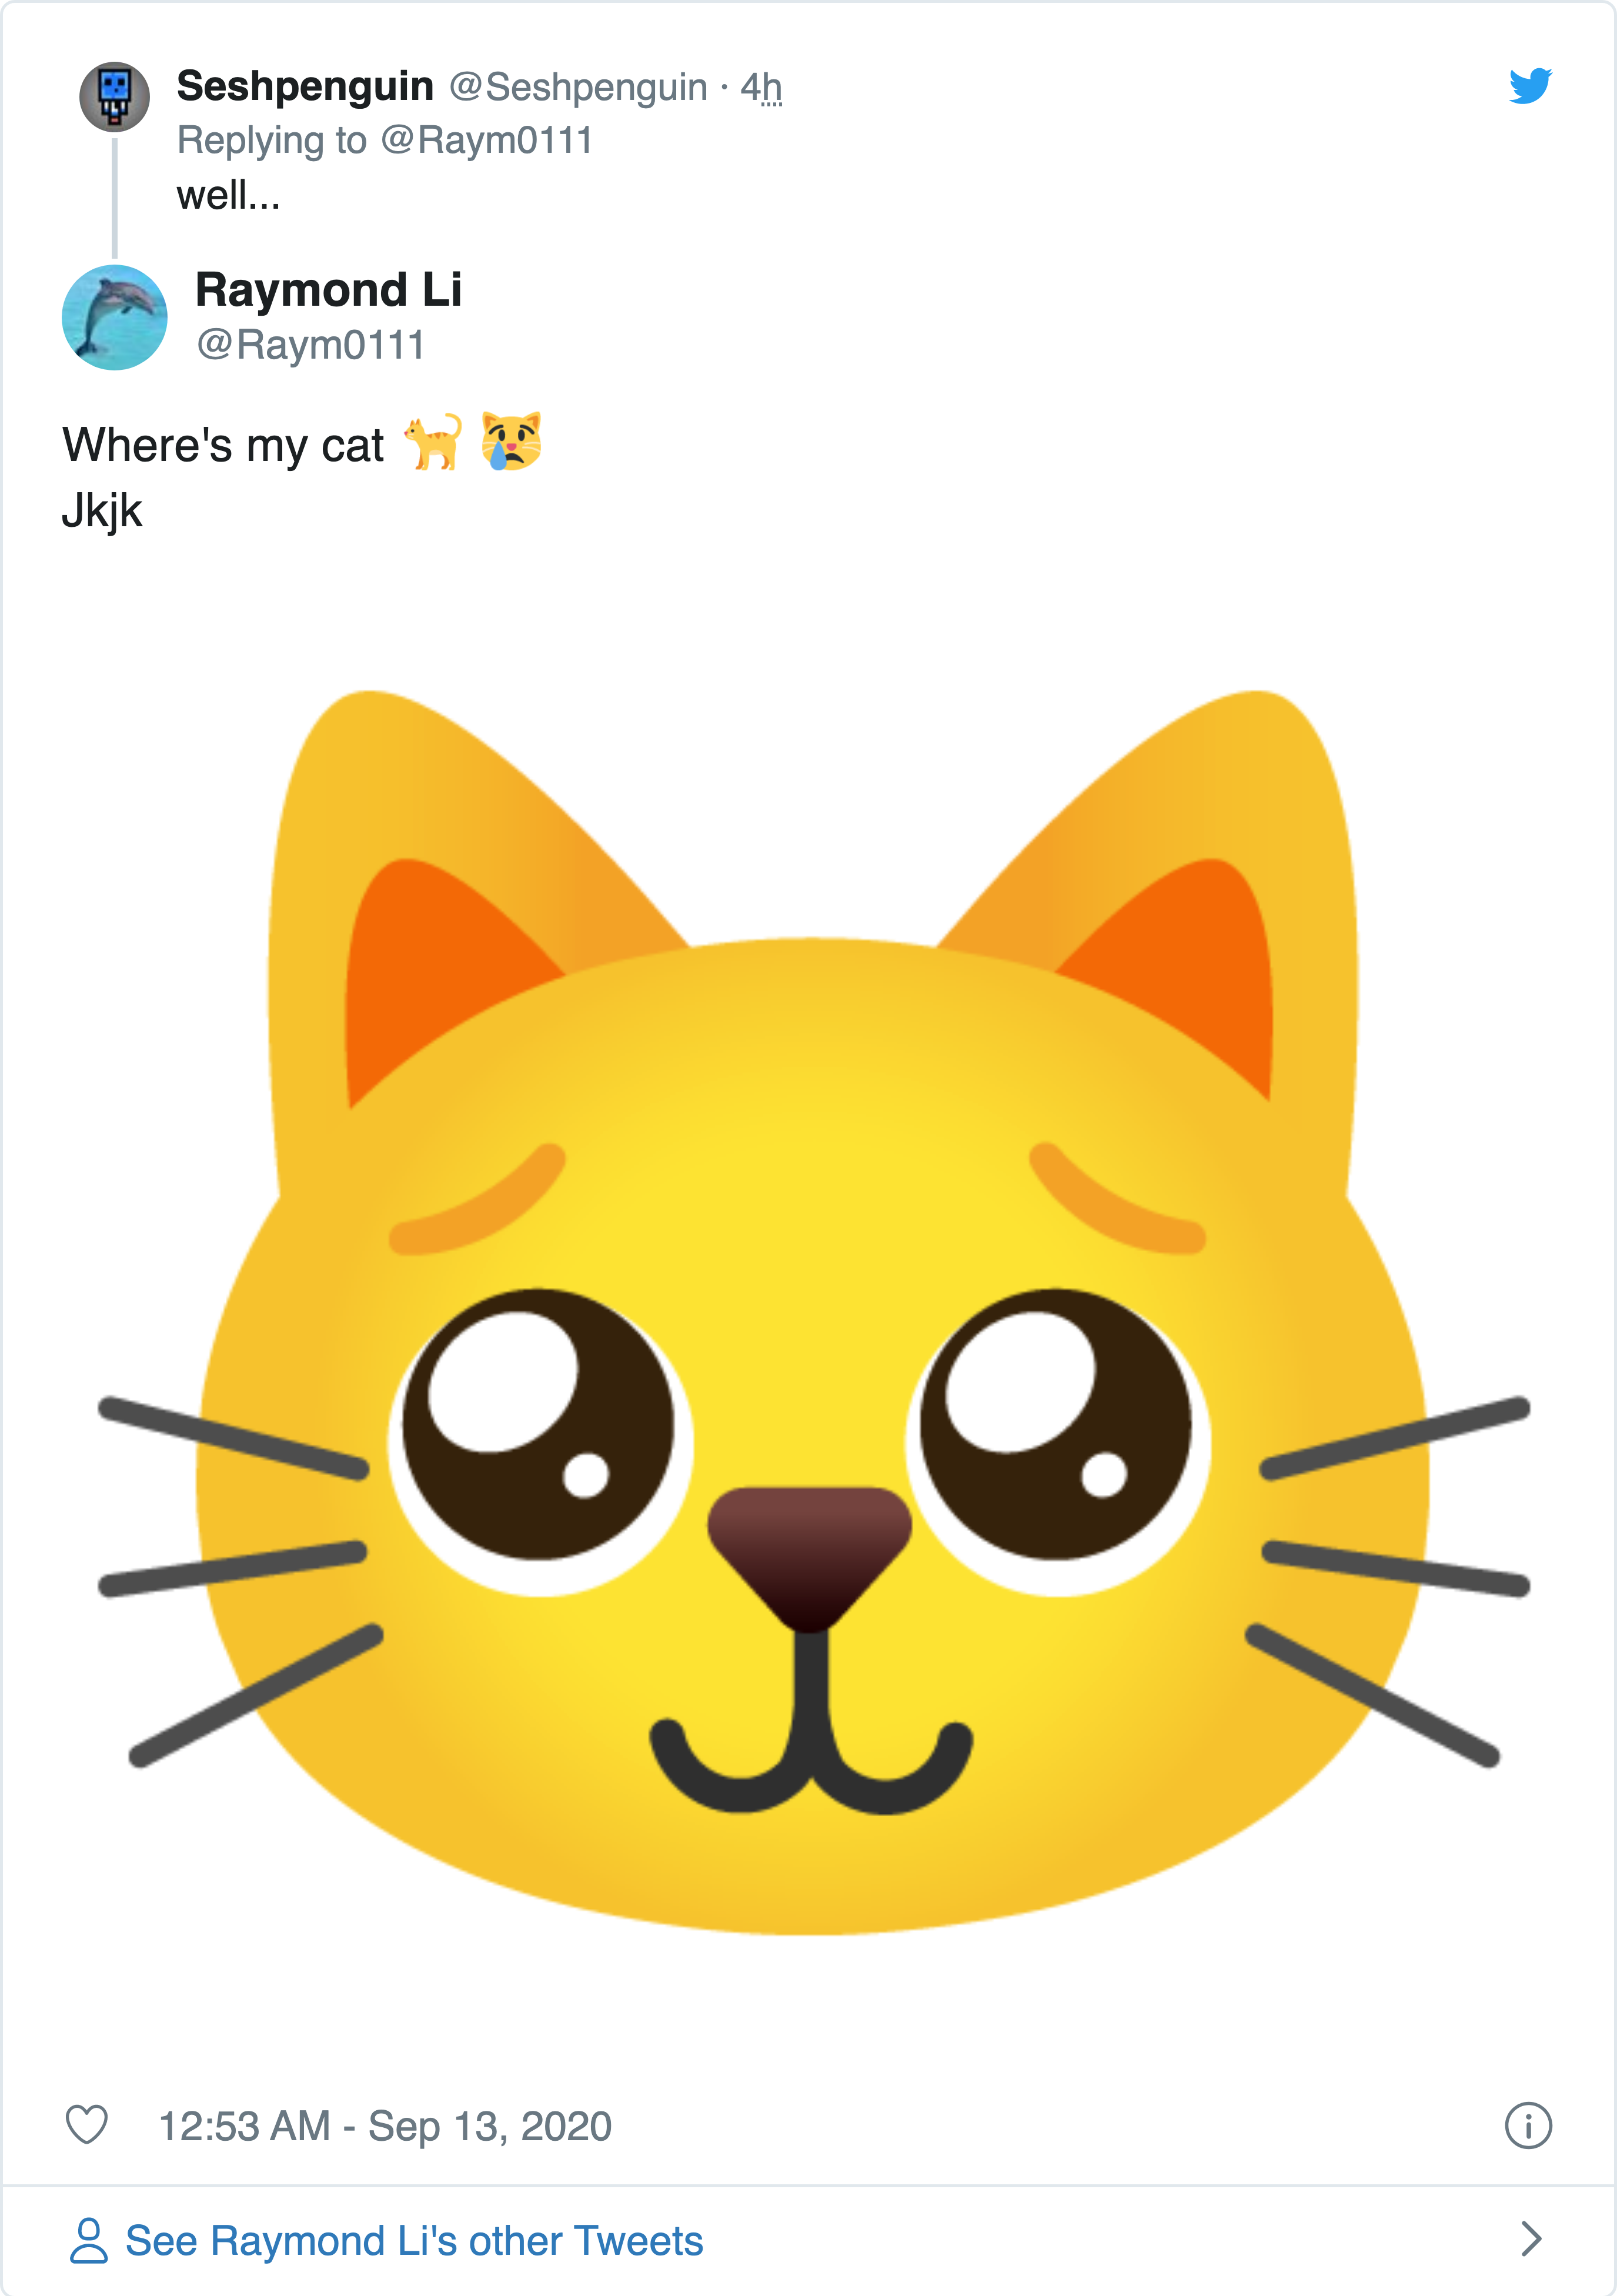 Seshpenguin @Seshpenguin · 4h
Replying to @Raym0111
well...
Raymond Li
@Raym0111
Where's my cat 🐈 😿
Jkjk
12:53 AM - Sep 13, 2020
See Raymond Li's other Tweets